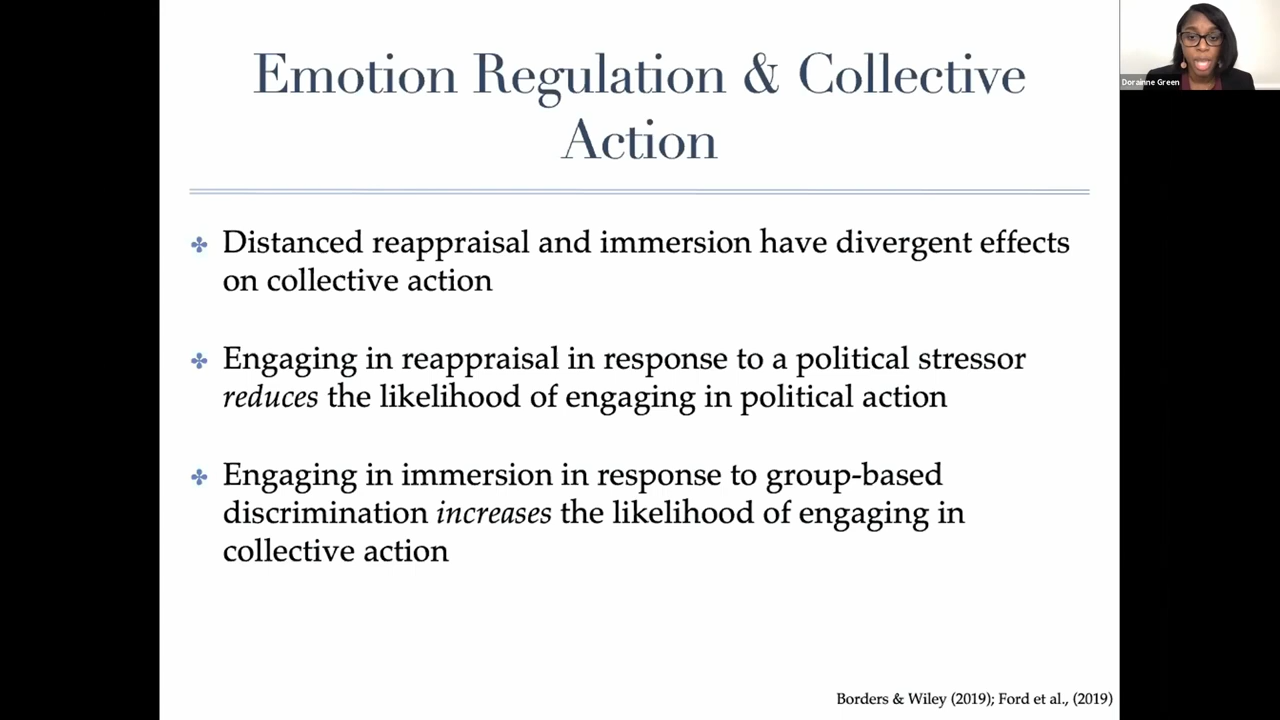 Emotion Regulation & Collective
Action
Dorainne Green
Distanced reappraisal and immersion have divergent effects
on collective action
Engaging in reappraisal in response to a political stressor
reduces the likelihood of engaging in political action
Engaging in immersion in response to group-based
discrimination increases the likelihood of engaging in
collective action
Borders & Wiley (2019); Ford et al., (2019)